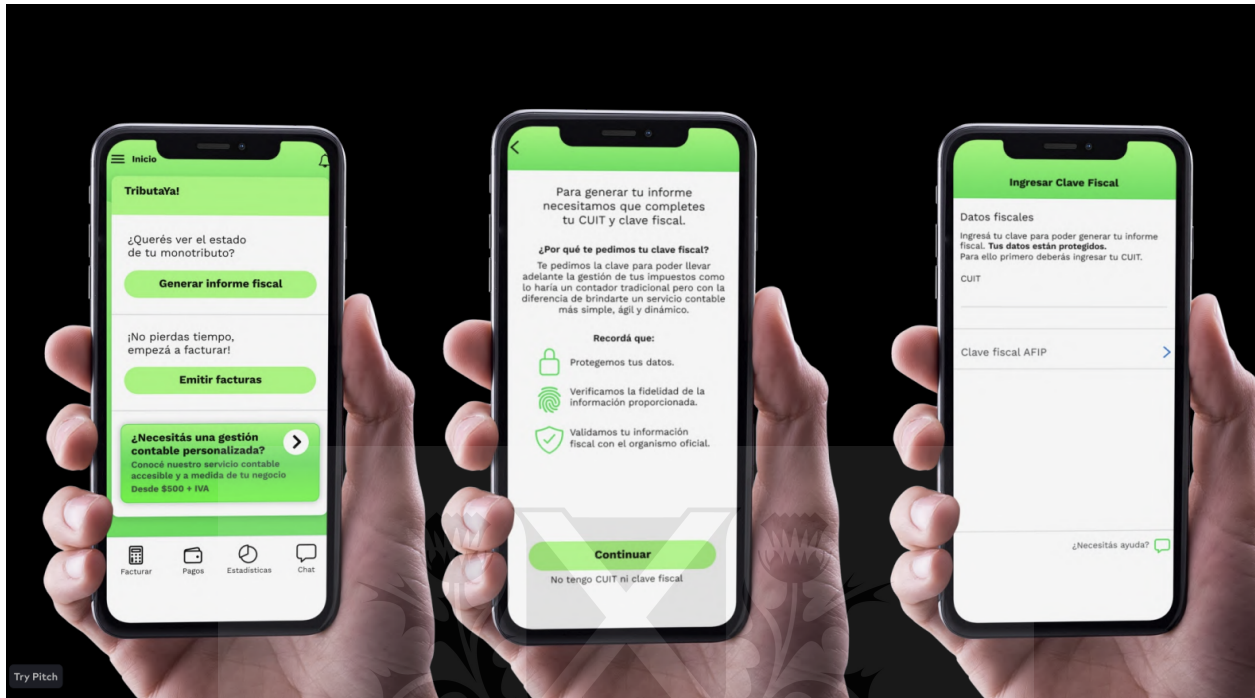 Inicio
TributaYa!
¿Querés ver el estado
de tu monotributo?
Generar informe fiscal
¡No pierdas tiempo,
empezá a facturar!
Emitir facturas
¿Necesitás una gestión
contable personalizada?
Conocé nuestro servicio contable
accesible y a medida de tu negocio
Desde $500 + IVA
Facturar
Pagos
Estadísticas
Chat
Para generar tu informe
necesitamos que completes
tu CUIT y clave fiscal.
¿Por qué te pedimos tu clave fiscal?
Te pedimos la clave para poder llevar
adelante la gestión de tus impuestos como
lo haría un contador tradicional pero con la
diferencia de brindarte un servicio contable
más simple, ágil y dinámico.
Recordá que:
Protegemos tus datos.
Verificamos la fidelidad de la
información proporcionada.
Validamos tu información
fiscal con el organismo oficial.
Continuar
No tengo CUIT ni clave fiscal
Ingresar Clave Fiscal
Datos fiscales
Ingresá tu clave para poder generar tu informe
fiscal. Tus datos están protegidos.
Para ello primero deberás ingresar tu CUIT.
CUIT
Clave fiscal AFIP
¿Necesitás ayuda?
Try Pitch